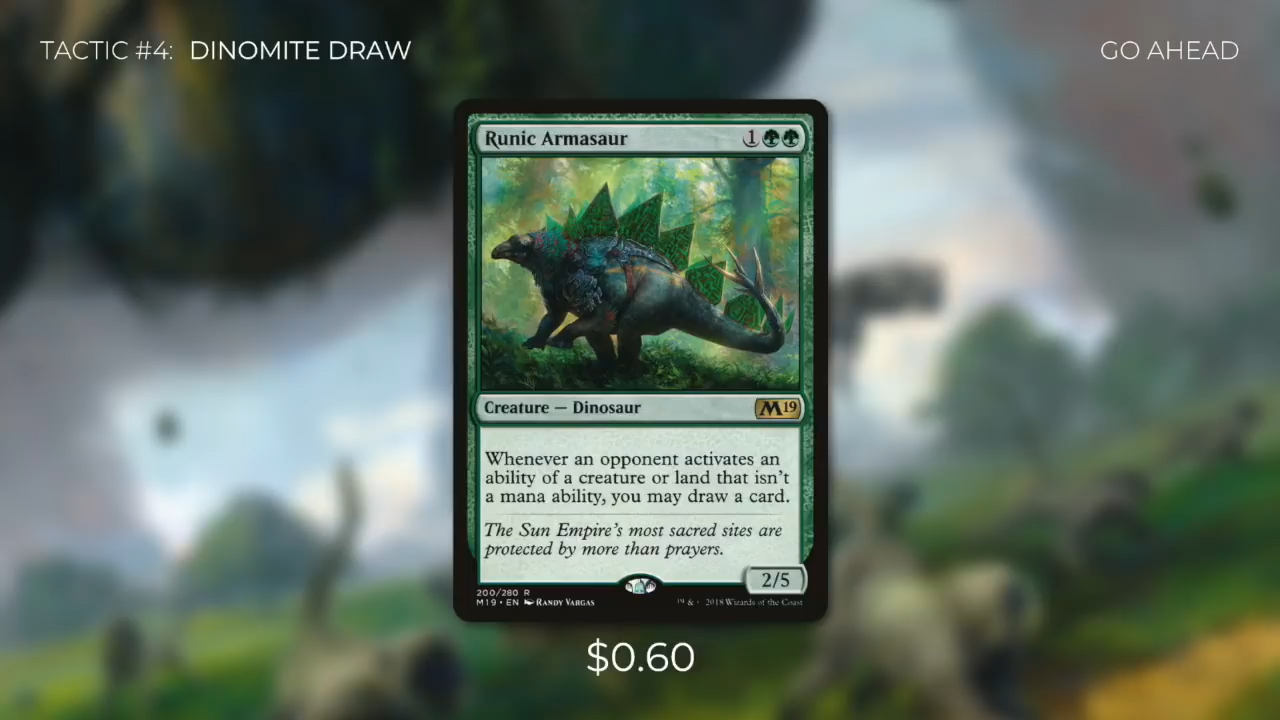 TACTIC #4: DINOMITE DRAW
GO AHEAD
Runic Armasaur
1
Creature — Dinosaur
M19
Whenever an opponent activates an
ability of a creature or land that isn't
a mana ability, you may draw a card.
The Sun Empire's most sacred sites are
protected by more than prayers.
2/5
200/280 R
M19 • EN RANDY VARGAS
& 2018 Wizards of the Coast
$0.60